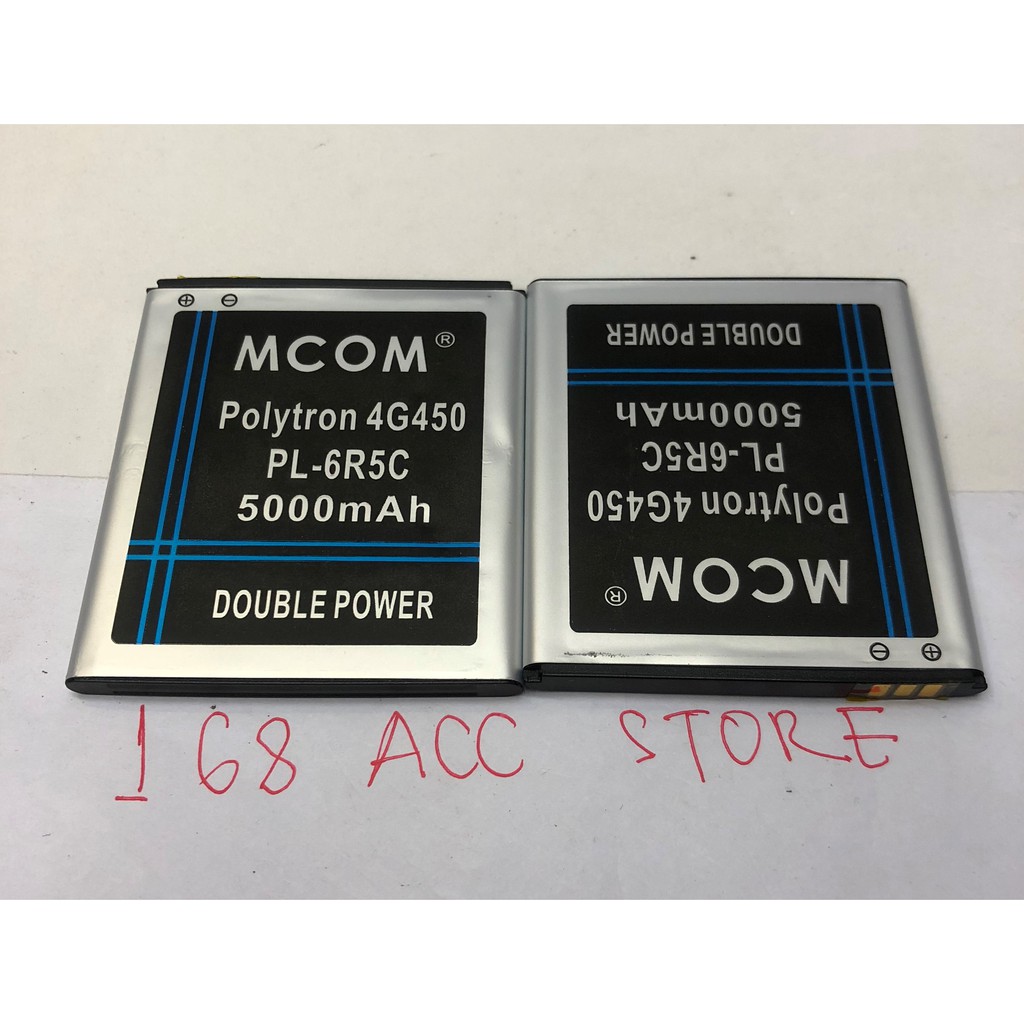 ⊕ ⊖
MCOM®
Polytron 4G450
PL-6R5C
5000mAh
DOUBLE POWER
⊕ ⊖
MCOM®
Polytron 4G450
PL-6R5C
5000mAh
DOUBLE POWER
168 ACC STORE